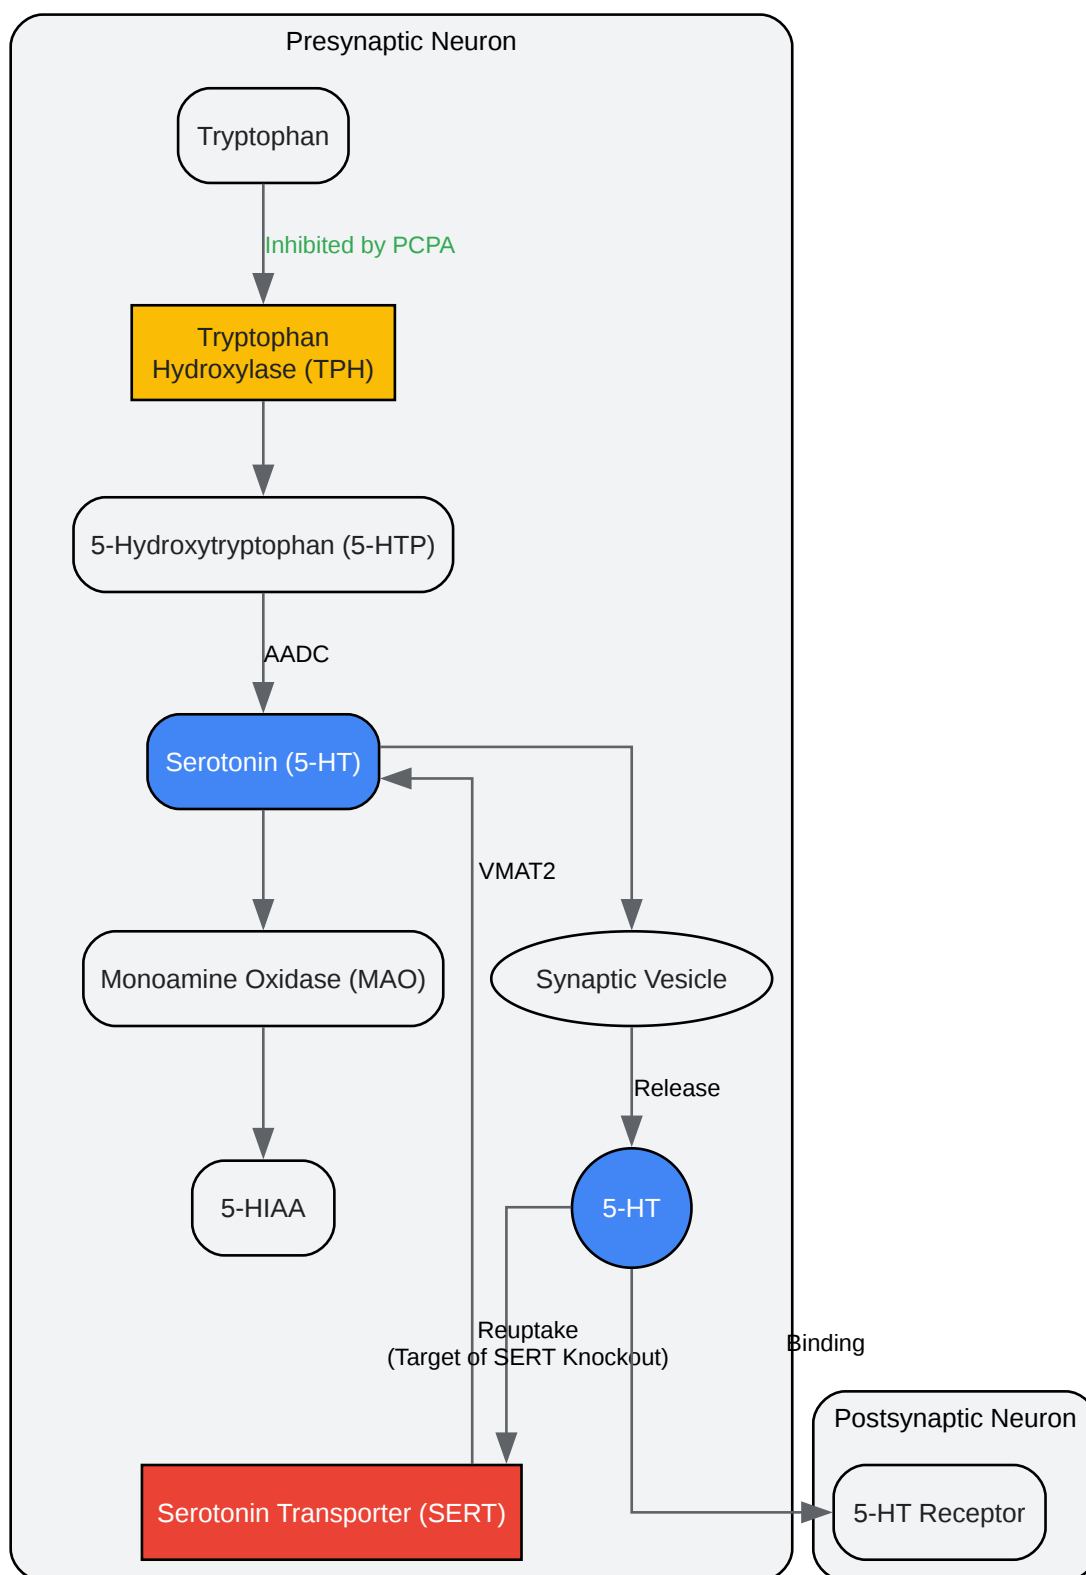 Presynaptic Neuron
Tryptophan
Inhibited by PCPA
Tryptophan
Hydroxylase (TPH)
5-Hydroxytryptophan (5-HTP)
AADC
Serotonin (5-HT)
VMAT2
Monoamine Oxidase (MAO)
Synaptic Vesicle
Release
5-HIAA
5-HT
Reuptake
(Target of SERT Knockout)
Binding
Postsynaptic Neuron
Serotonin Transporter (SERT)
5-HT Receptor